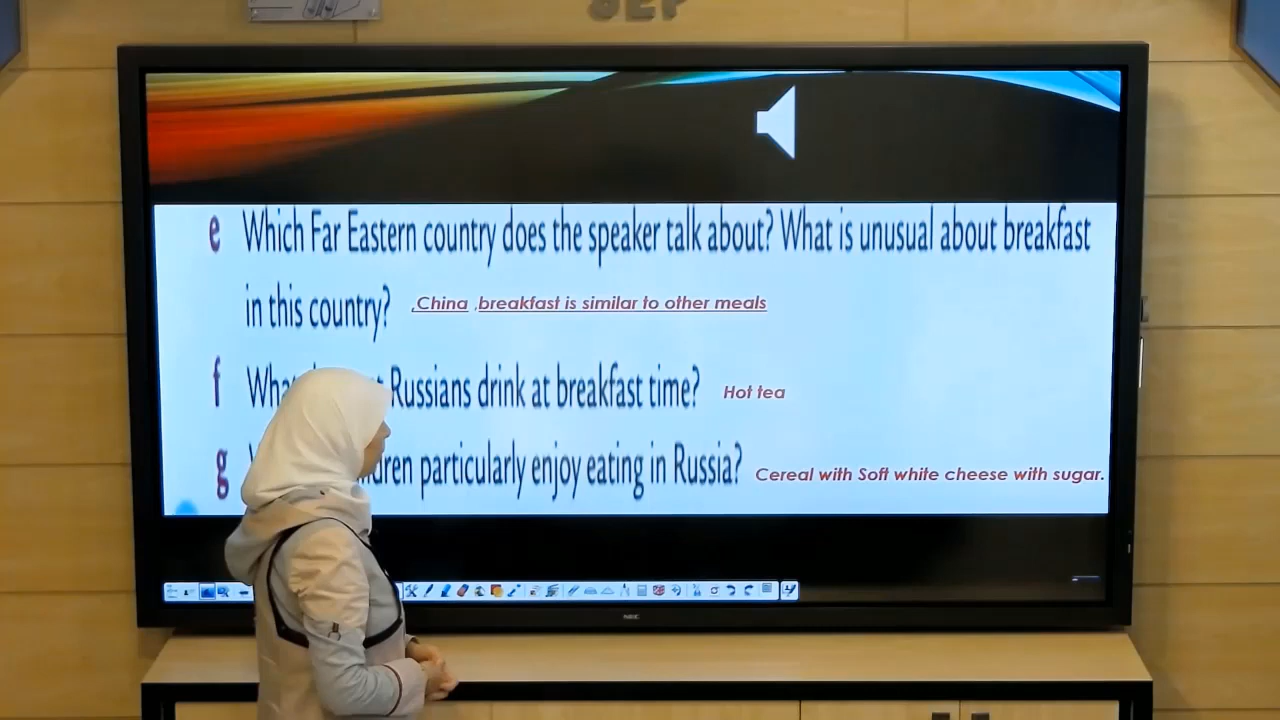 SEP
e Which Far Eastern country does the speaker talk about? What is unusual about breakfast
in this country? ,China ,breakfast is similar to other meals
f Russians drink at breakfast time? Hot tea
g particularly enjoy eating in Russia? Cereal with Soft white cheese with sugar.
NEC